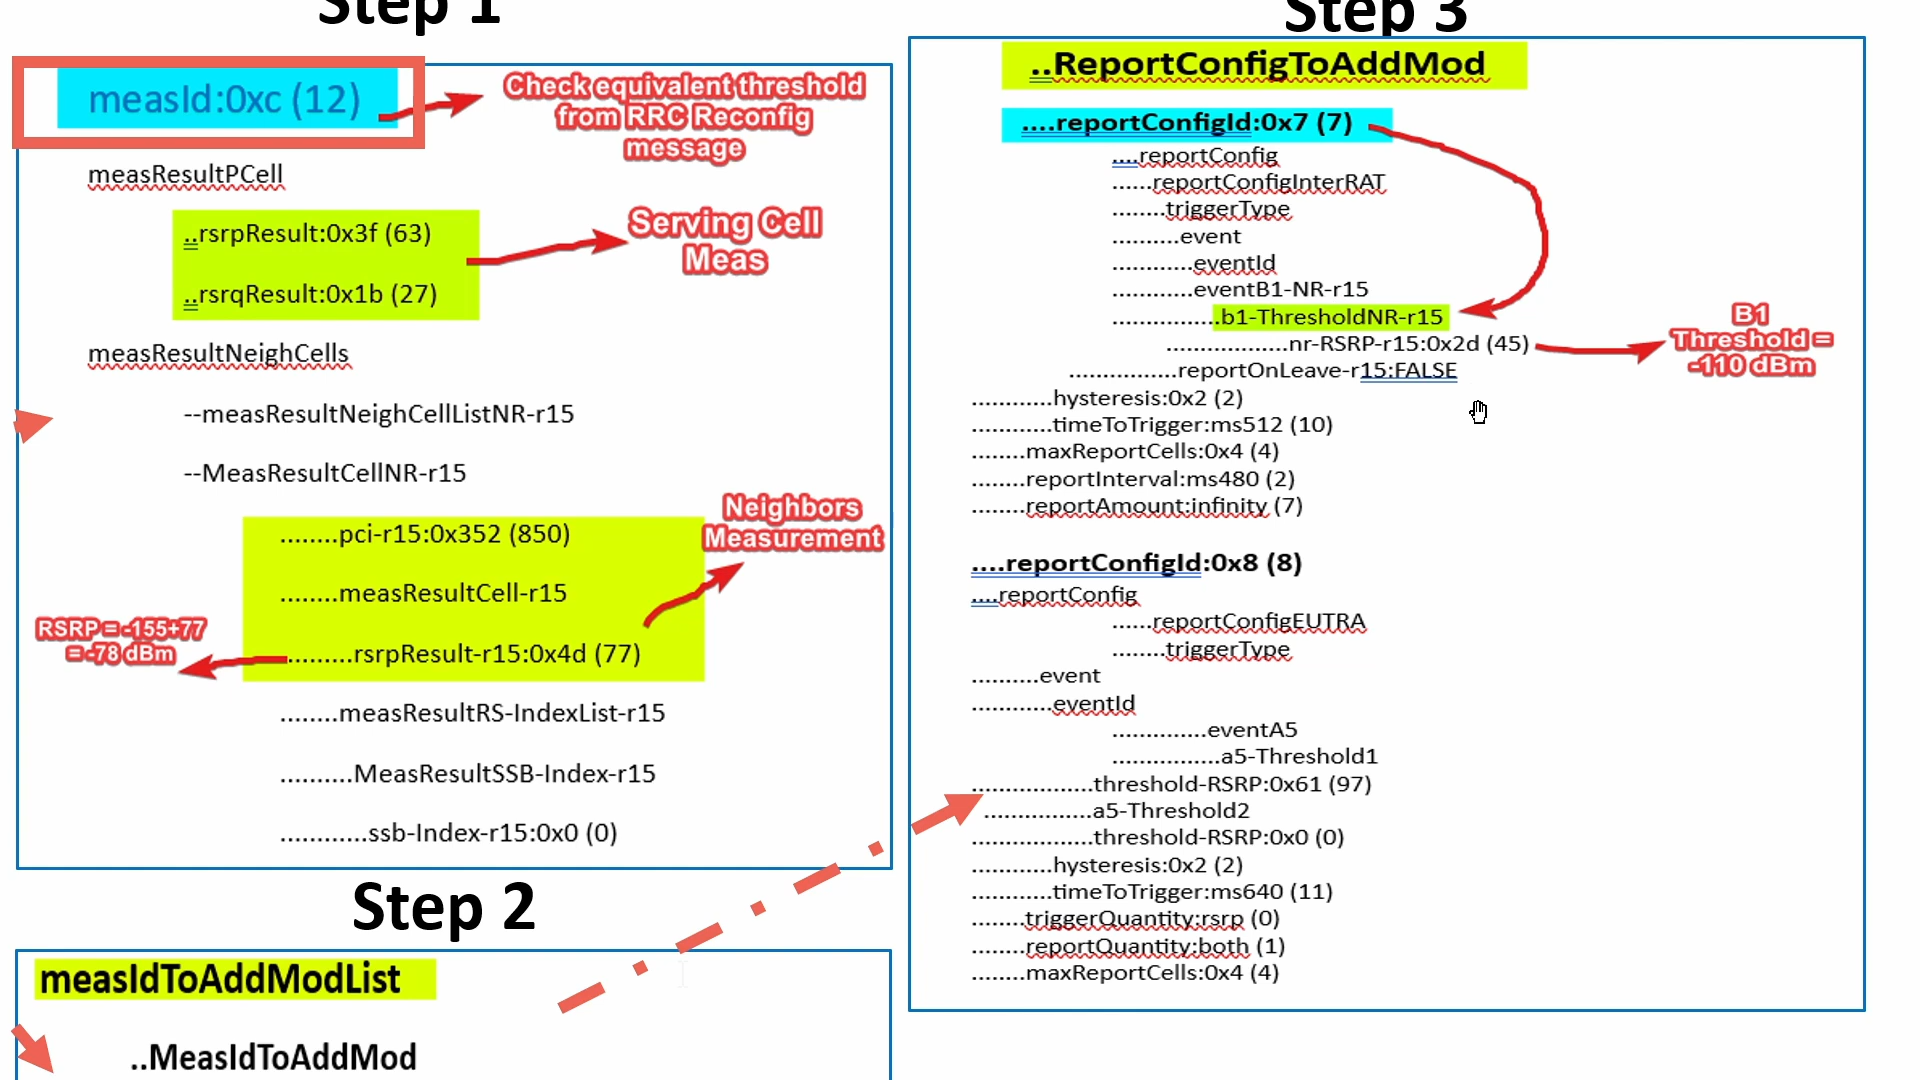 Step 1
measId:0xc (12)
Check equivalent threshold
from RRC Reconfig
message
measResultPCell
..rsrpResult:0x3f (63)
Serving Cell
Meas
..rsrqResult:0x1b (27)
measResultNeighCells
--measResultNeighCellListNR-r15
--MeasResultCellNR-r15
Neighbors
Measurement
........pci-r15:0x352 (850)
........measResultCell-r15
RSRP = -155+77
= -78 dBm
.........rsrpResult-r15:0x4d (77)
........measResultRS-IndexList-r15
..........MeasResultSSB-Index-r15
............ssb-Index-r15:0x0 (0)
Step 2
measIdToAddModList
..MeasIdToAddMod
Step 3
..ReportConfigToAddMod
....reportConfigId:0x7 (7)
....reportConfig
......reportConfigInterRAT
........triggerType
..........event
............eventId
............eventB1-NR-r15
................b1-ThresholdNR-r15
..................nr-RSRP-r15:0x2d (45)
B1
Threshold =
-110 dBm
................reportOnLeave-r15:FALSE
............hysteresis:0x2 (2)
............timeToTrigger:ms512 (10)
........maxReportCells:0x4 (4)
........reportInterval:ms480 (2)
........reportAmount:infinity (7)
....reportConfigId:0x8 (8)
....reportConfig
......reportConfigEUTRA
........triggerType
..........event
............eventId
..............eventA5
................a5-Threshold1
..................threshold-RSRP:0x61 (97)
................a5-Threshold2
..................threshold-RSRP:0x0 (0)
............hysteresis:0x2 (2)
............timeToTrigger:ms640 (11)
........triggerQuantity:rsrp (0)
........reportQuantity:both (1)
........maxReportCells:0x4 (4)